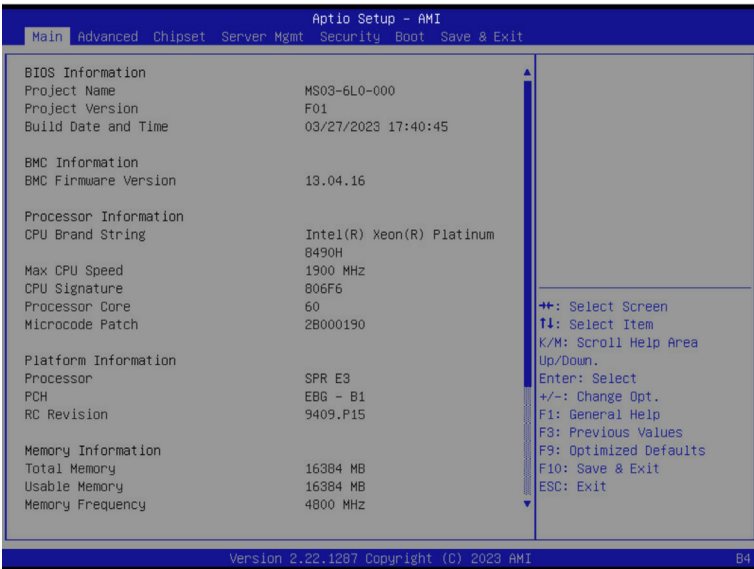 Aptio Setup - AMI
Main Advanced Chipset Server Mgmt Security Boot Save & Exit
BIOS Information
Project Name MS03-6L0-000
Project Version F01
Build Date and Time 03/27/2023 17:40:45
BMC Information
BMC Firmware Version 13.04.16
Processor Information
CPU Brand String Intel(R) Xeon(R) Platinum
8490H
Max CPU Speed 1900 MHz
CPU Signature 806F6
Processor Core 60
Microcode Patch 2B000190
Platform Information
Processor SPR E3
PCH EBG - B1
RC Revision 9409.P15
Memory Information
Total Memory 16384 MB
Usable Memory 16384 MB
Memory Frequency 4800 MHz
→←: Select Screen
↑↓: Select Item
K/M: Scroll Help Area
Up/Down.
Enter: Select
+/-: Change Opt.
F1: General Help
F3: Previous Values
F9: Optimized Defaults
F10: Save & Exit
ESC: Exit
Version 2.22.1287 Copyright (C) 2023 AMI
B4